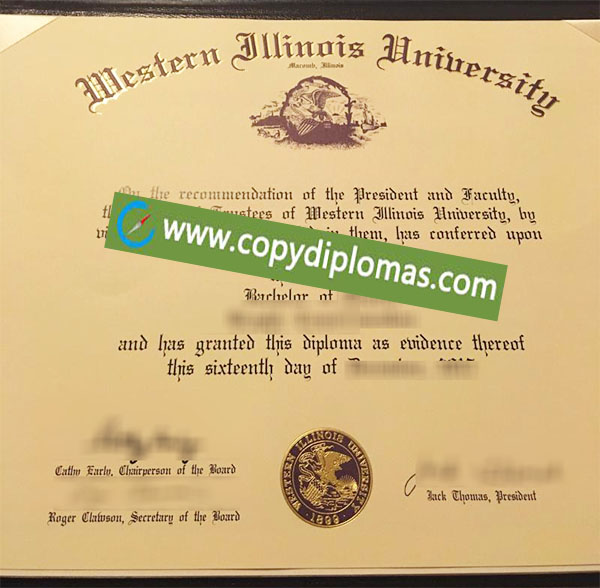 Western Illinois University
Macomb, Illinois
On the recommendation of the President and Faculty,
Trustees of Western Illinois University, by
in them, has conferred upon
www.copydiplomas.com
Bachelor of
and has granted this diploma as evidence thereof
this sixteenth day of
Cathy Early, Chairperson of the Board
Roger Clawson, Secretary of the Board
WESTERN ILLINOIS UNIVERSITY
1899
Jack Thomas, President